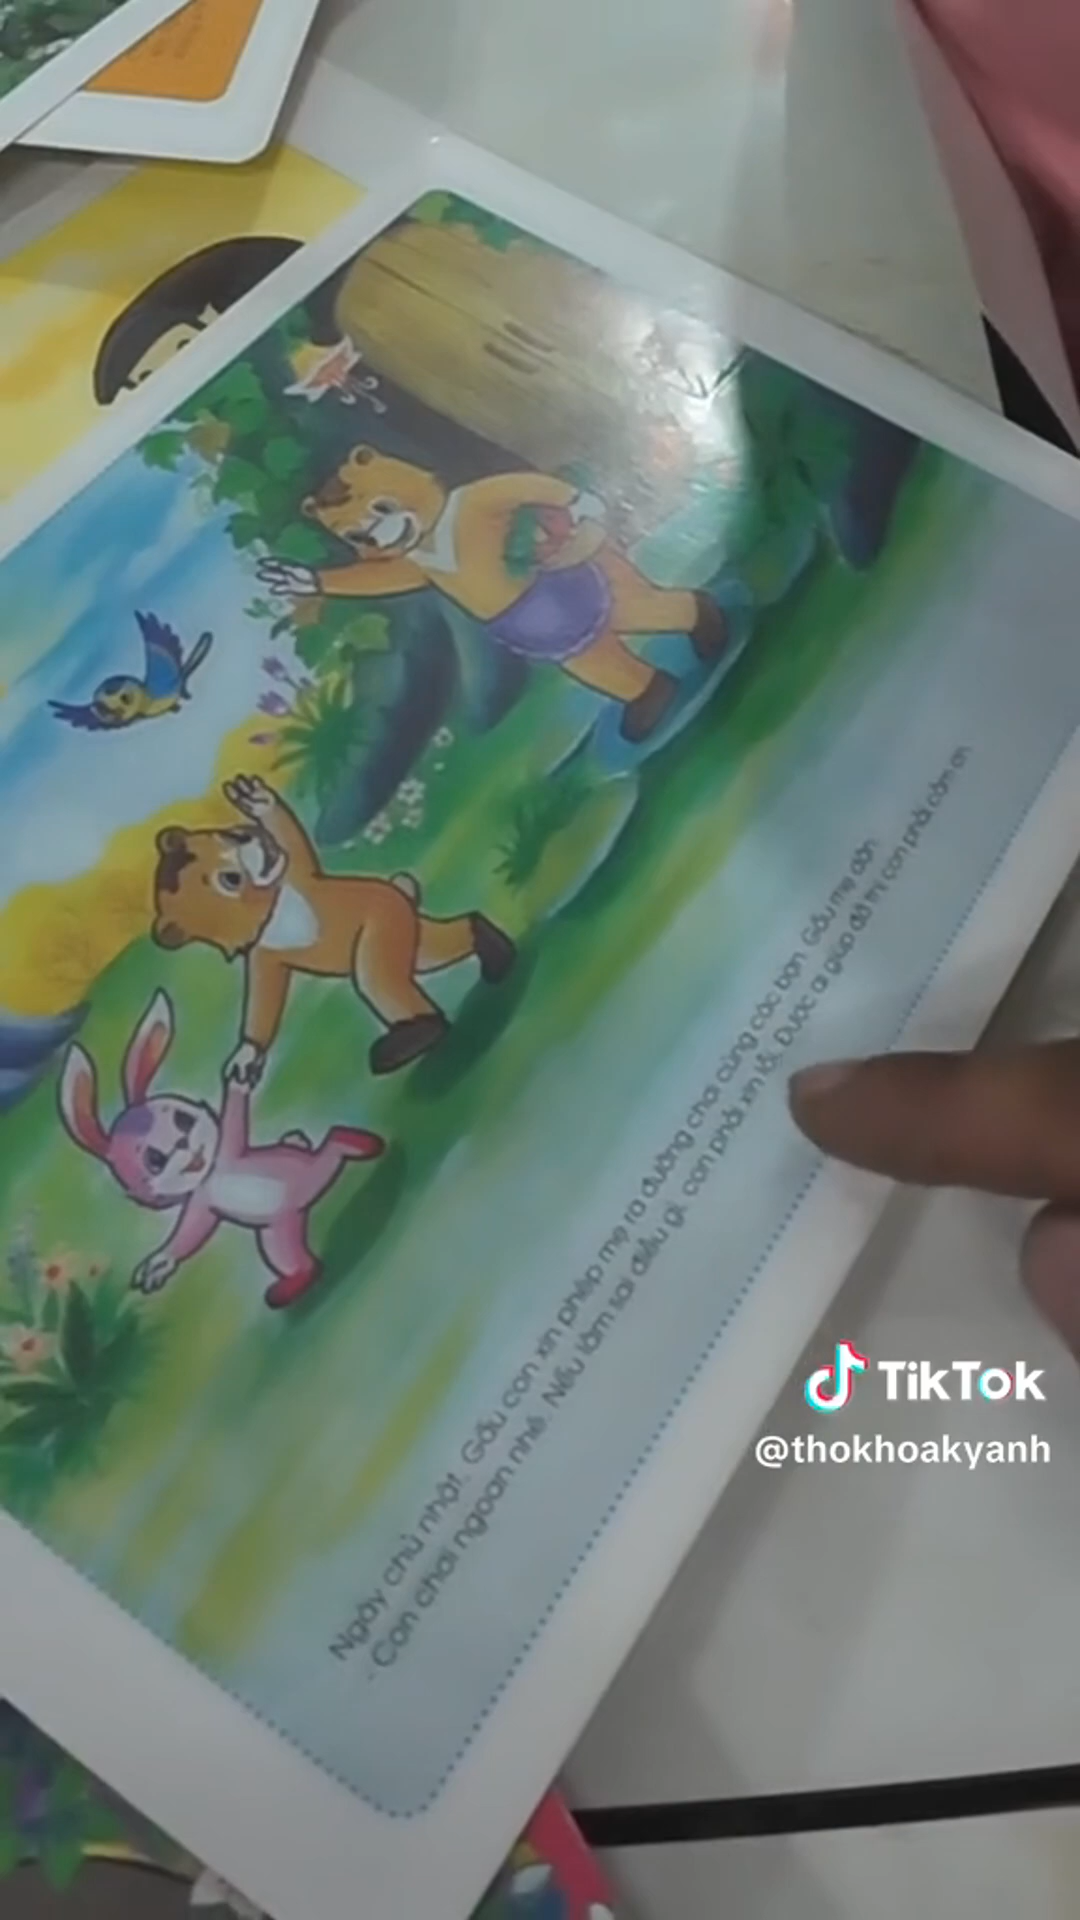 Ngày chủ nhật, Gấu con xin phép mẹ ra đường chơi cùng các bạn. Gấu mẹ dặn:
- Con chơi ngoan nhé. Nếu làm sai điều gì, con phải xin lỗi. Được ai giúp đỡ thì con phải cảm ơn
TikTok
@thokhoakyanh